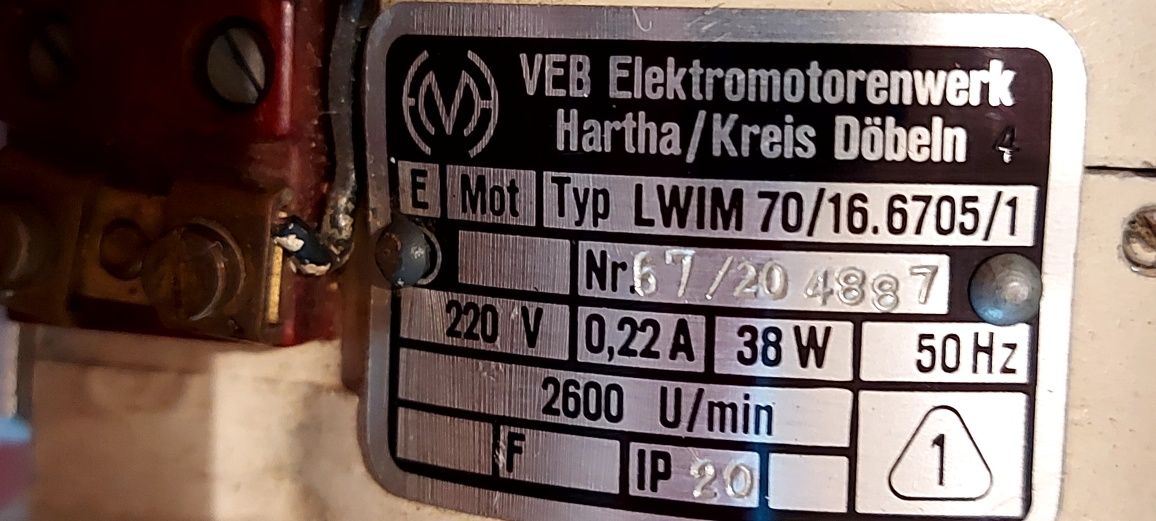 VEB Elektromotorenwerk
Hartha/Kreis Döbeln 4
E Mot Typ LWIM 70/16.6705/1
Nr. 67/20 4887
220 V 0,22 A 38 W 50 Hz
2600 U/min
F IP 20 1